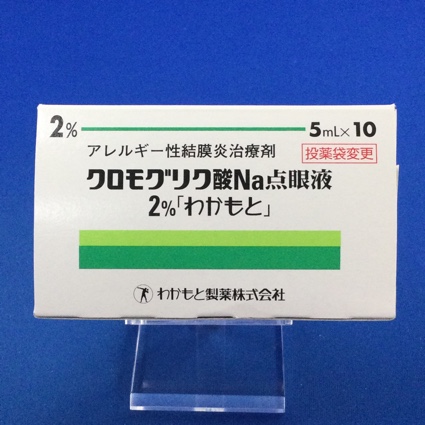 2%
5mL×10
アレルギー性結膜炎治療剤
投薬袋変更
クロモグリク酸Na点眼液
2%「わかもと」
わかもと製薬株式会社